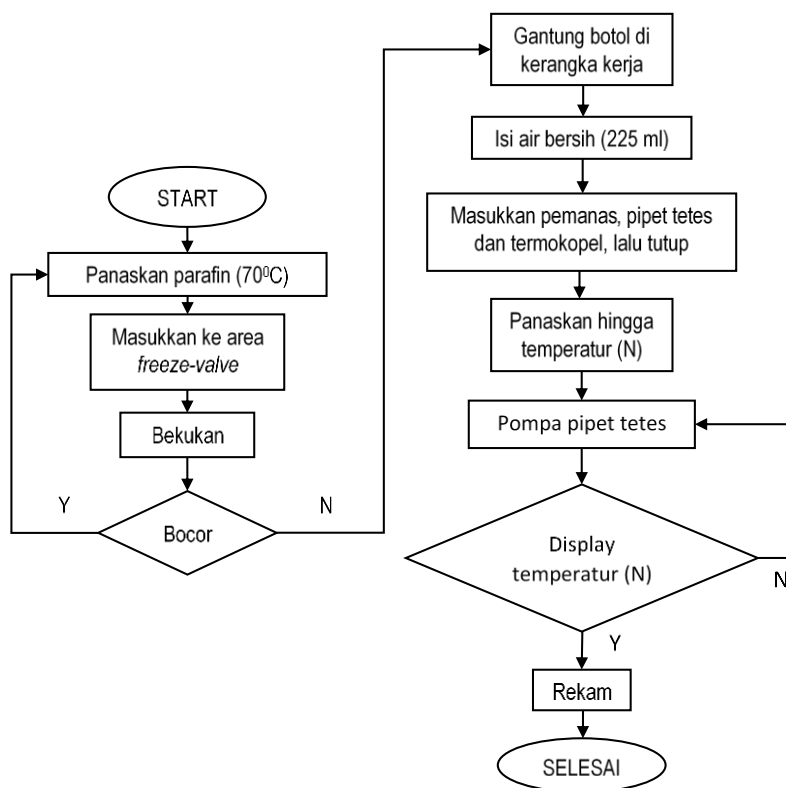 START
Panaskan parafin (70⁰C)
Masukkan ke area
freeze-valve
Bekukan
Bocor
Y
N
Gantung botol di
kerangka kerja
Isi air bersih (225 ml)
Masukkan pemanas, pipet tetes
dan termokopel, lalu tutup
Panaskan hingga
temperatur (N)
Pompa pipet tetes
Display
temperatur (N)
N
Y
Rekam
SELESAI